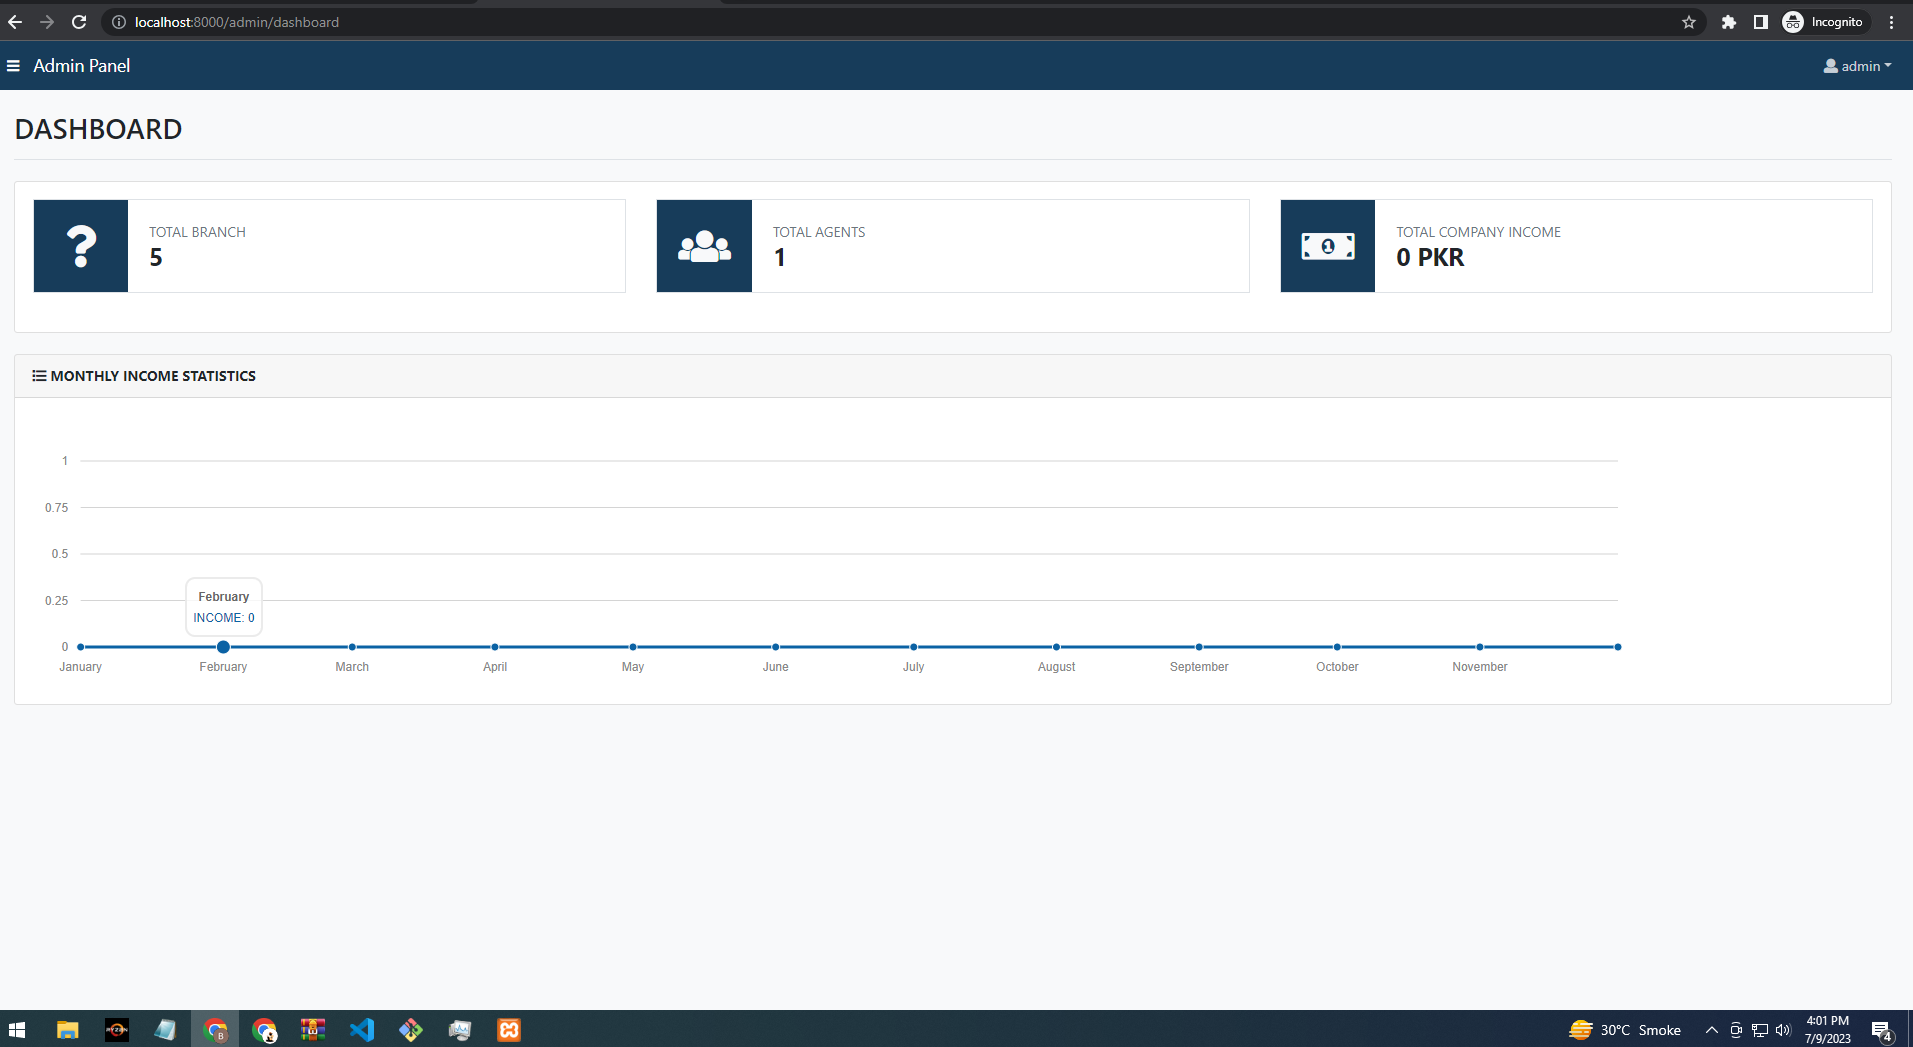 localhost:8000/admin/dashboard
Incognito
Admin Panel
admin
DASHBOARD
TOTAL BRANCH
5
TOTAL AGENTS
1
TOTAL COMPANY INCOME
0 PKR
MONTHLY INCOME STATISTICS
1
0.75
0.5
0.25
0
February
INCOME: 0
January February March April May June July August September October November
RYZEN
B
30°C Smoke
4:01 PM
7/9/2023
4